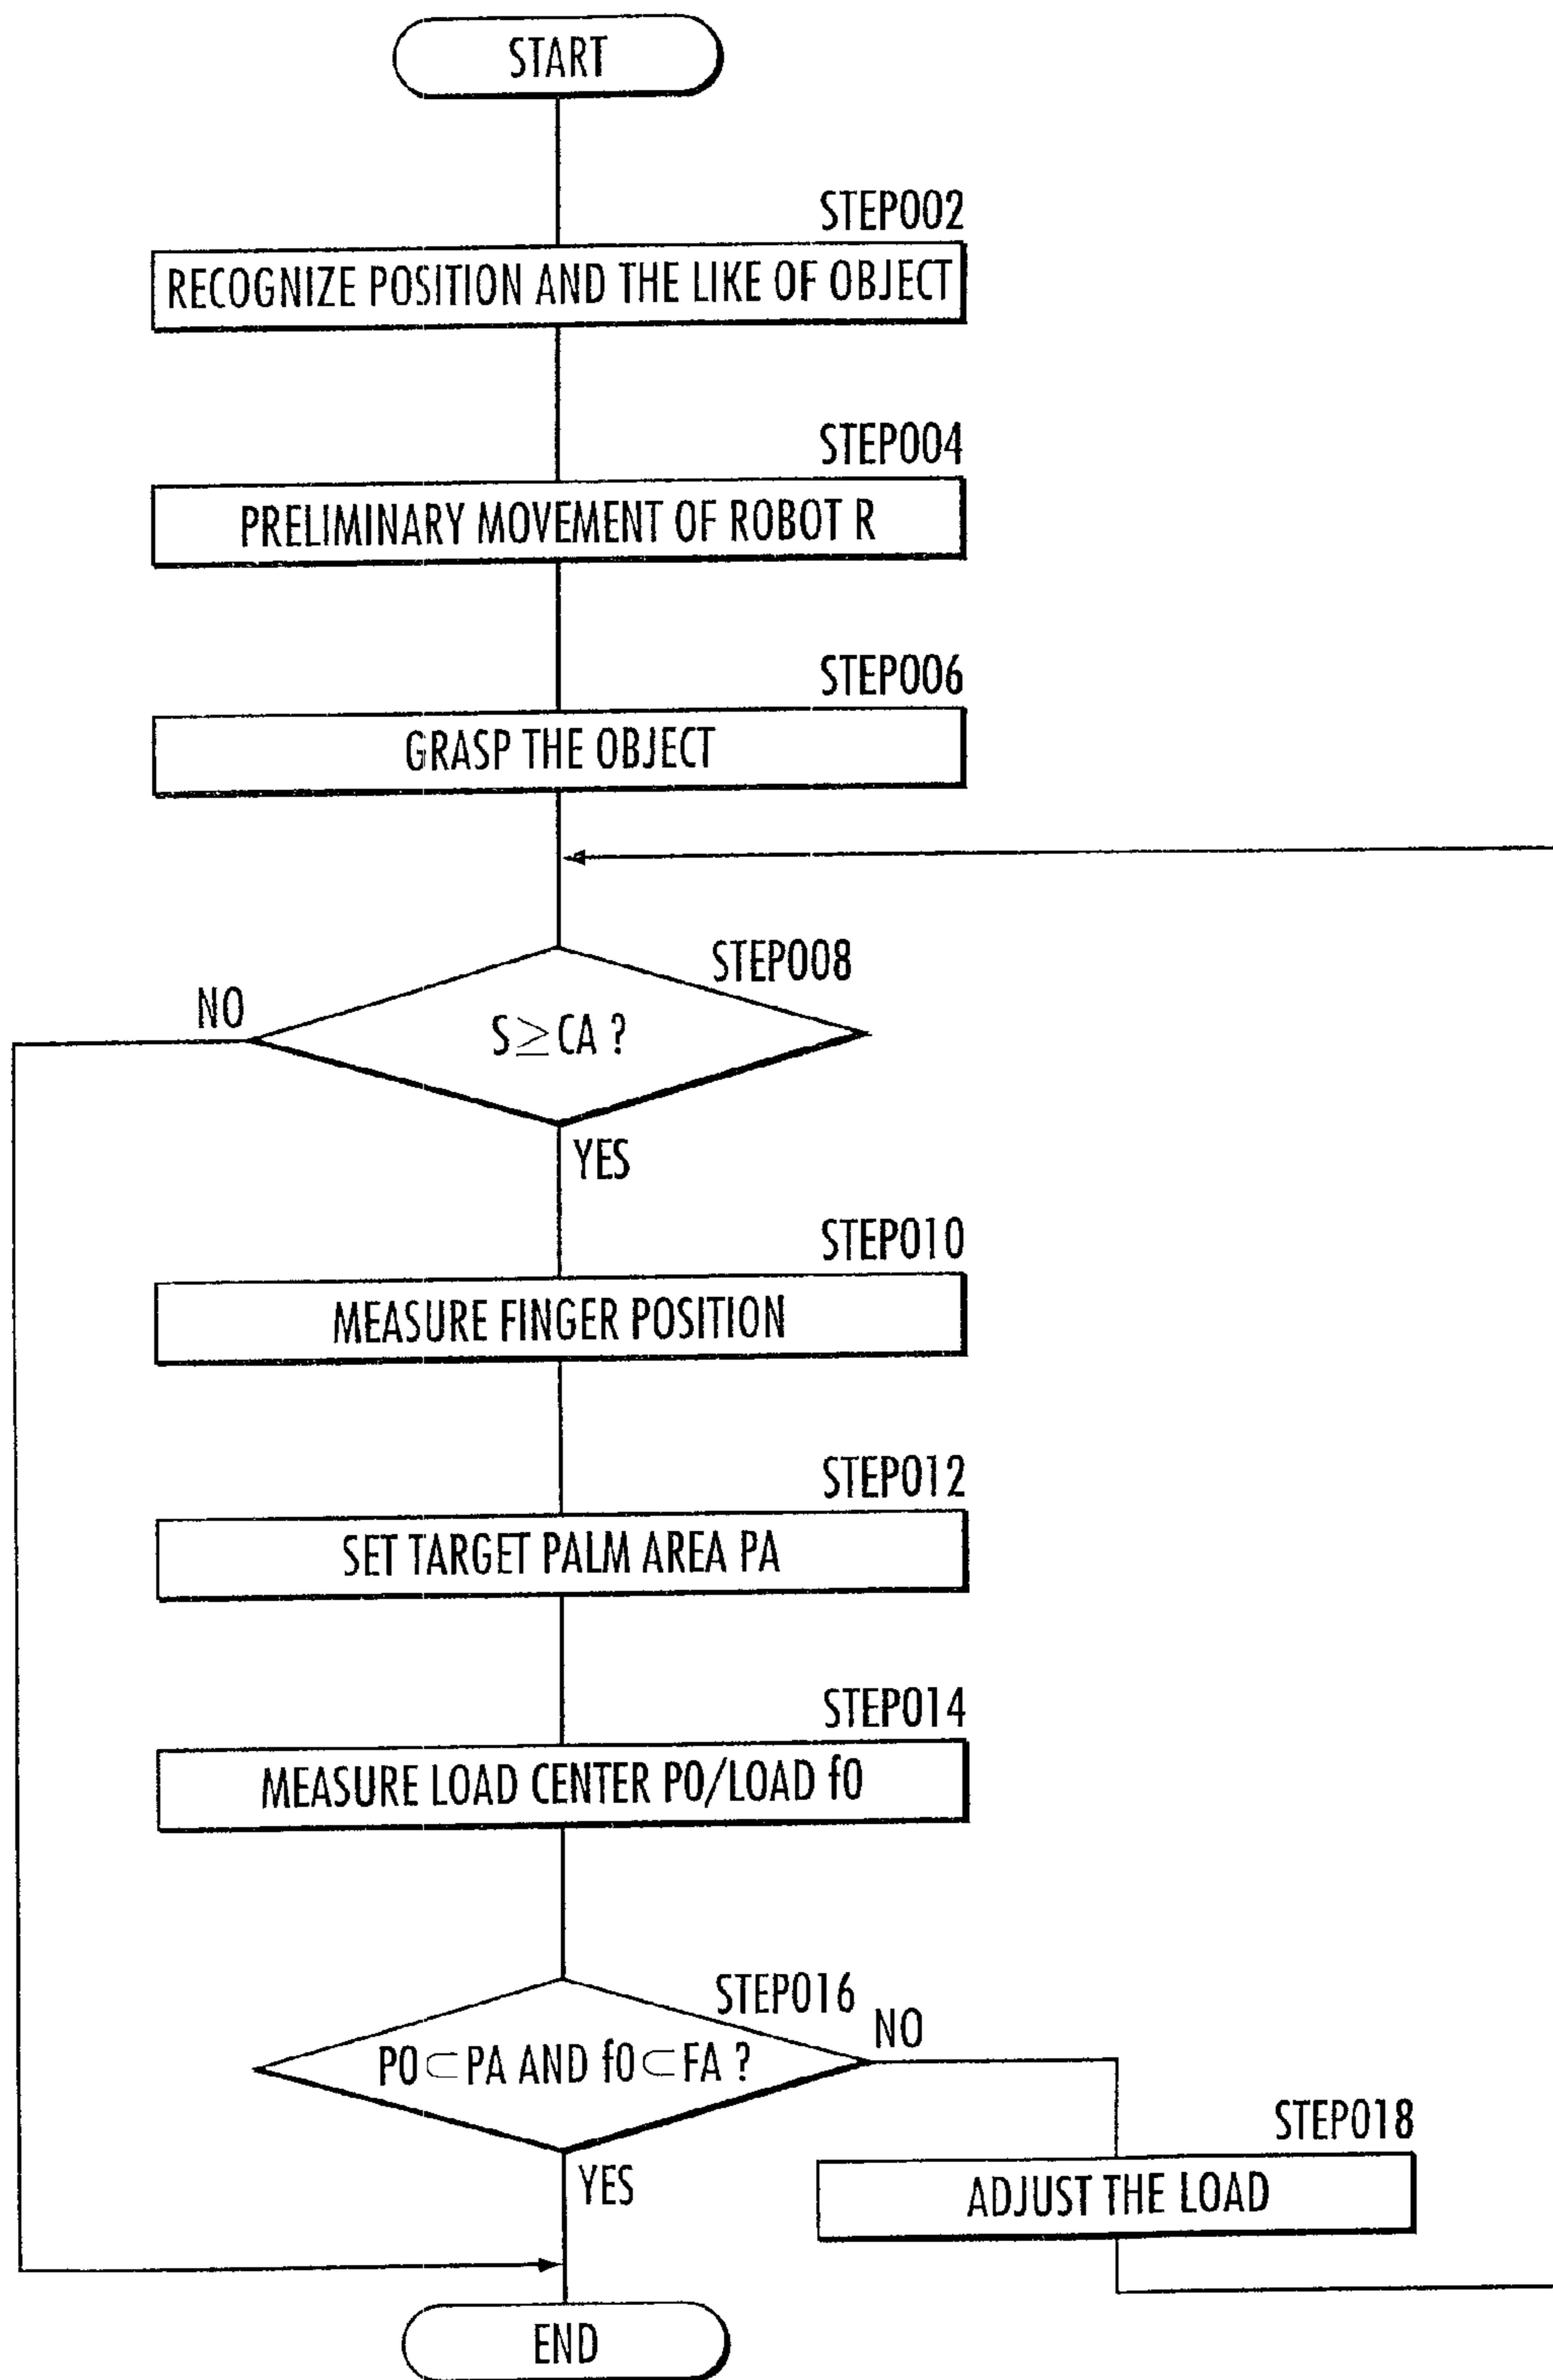 START
STEP002
RECOGNIZE POSITION AND THE LIKE OF OBJECT
STEP004
PRELIMINARY MOVEMENT OF ROBOT R
STEP006
GRASP THE OBJECT
STEP008
NO
S≧CA ?
YES
STEP010
MEASURE FINGER POSITION
STEP012
SET TARGET PALM AREA PA
STEP014
MEASURE LOAD CENTER P0/LOAD f0
STEP016
NO
P0⊂PA AND f0⊂FA ?
YES
STEP018
ADJUST THE LOAD
END